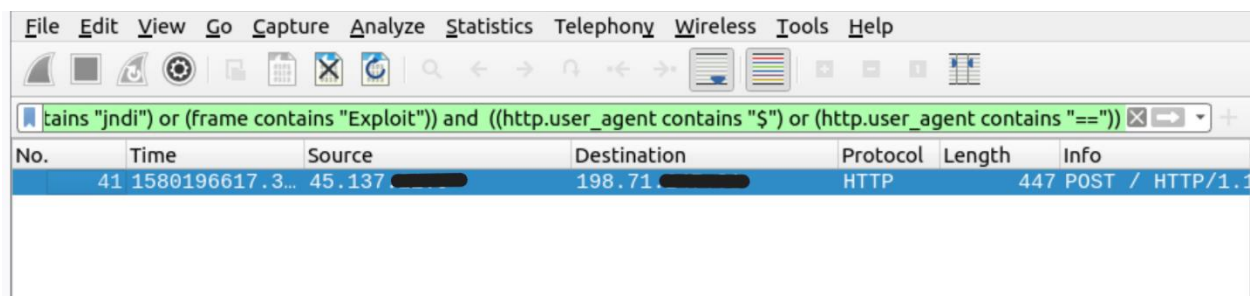 File Edit View Go Capture Analyze Statistics Telephony Wireless Tools Help
tains "jndi") or (frame contains "Exploit")) and ((http.user_agent contains "$") or (http.user_agent contains "=="))
No. Time Source Destination Protocol Length Info
41 1580196617.3… 45.137. 198.71. HTTP 447 POST / HTTP/1.1